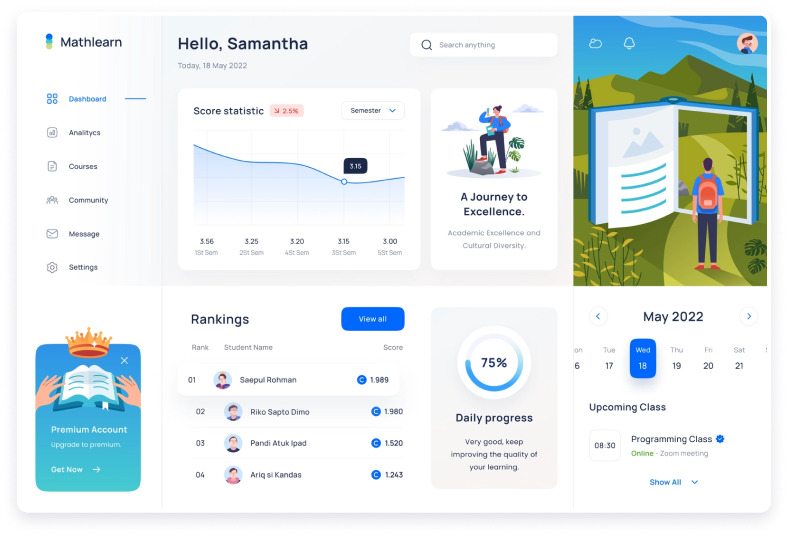 Mathlearn
Dashboard
Analitycs
Courses
Community
Message
Settings
Premium Account
Upgrade to premium.
Get Now
Hello, Samantha
Today, 18 May 2022
Search anything
Score statistic
2.5%
Semester
3.15
3.56 3.25 3.20 3.15 3.00
1St Sem 2St Sem 4St Sem 3St Sem 5St Sem
A Journey to
Excellence.
Academic Excellence and
Cultural Diversity.
Rankings
View all
Rank Student Name Score
01 Saepul Rohman C 1.989
02 Riko Sapto Dimo C 1.980
03 Pandi Atuk Ipad C 1.520
04 Ariq si Kandas C 1.243
75%
Daily progress
Very good, keep
improving the quality of
your learning.
May 2022
on Tue Wed Thu Fri Sat
6 17 18 19 20 21
Upcoming Class
08:30
Programming Class
Online - Zoom meeting
Show All